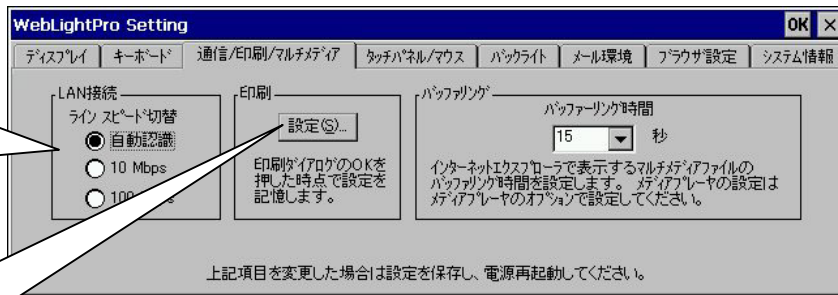 WebLightPro Setting
OK ×
ディスプレイ キーボード 通信/印刷/マルチメディア タッチパネル/マウス バックライト メール環境 ブラウザ設定 システム情報
LAN接続
ライン スピード切替
自動認識
10 Mbps
100
印刷
設定(S)...
印刷ダイアログのOKを
押した時点で設定を
記憶します。
バッファリング
バッファーリング時間
15 秒
インターネットエクスプローラで表示するマルチメディアファイルの
バッファリング時間を設定します。 メディアプレーヤの設定は
メディアプレーヤのオプションで設定してください。
上記項目を変更した場合は設定を保存し、電源再起動してください。